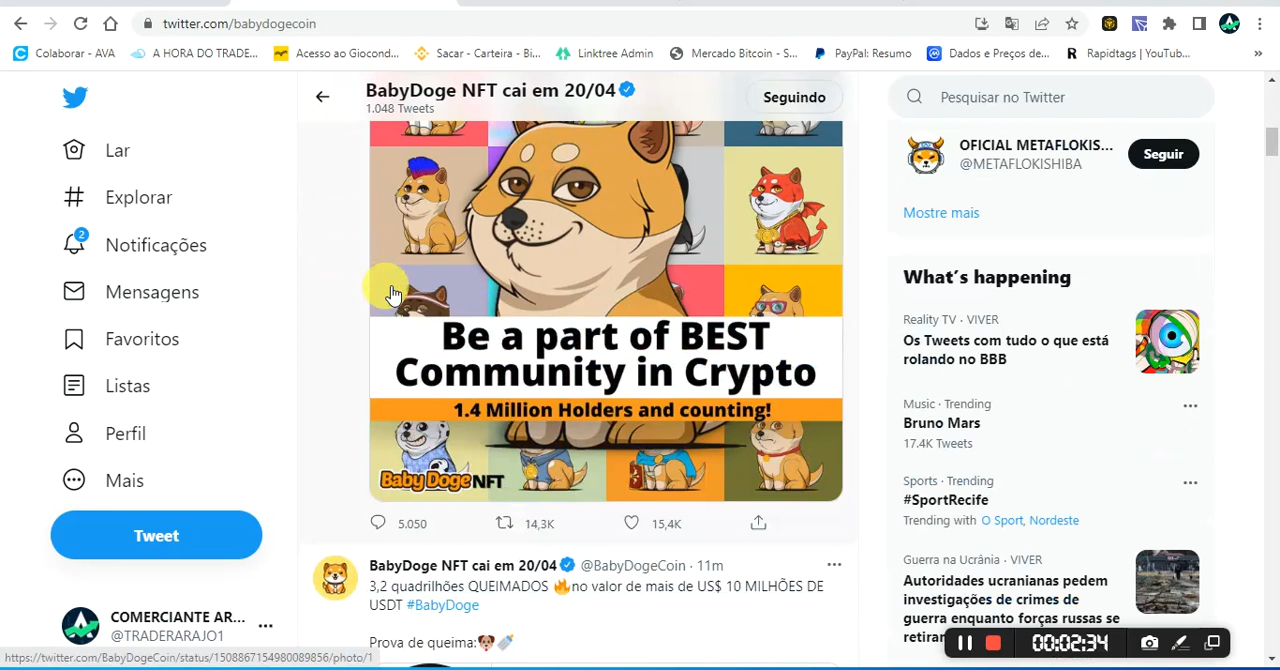 twitter.com/babydogecoin
Colaborar - AVA
A HORA DO TRADE...
Acesso ao Giocond...
Sacar - Carteira - Bi...
Linktree Admin
Mercado Bitcoin - S...
PayPal: Resumo
Dados e Preços de...
Rapidtags | YouTub...
»
BabyDoge NFT cai em 20/04
1.048 Tweets
Seguindo
Pesquisar no Twitter
Lar
Explorar
2
Notificações
Mensagens
Favoritos
Listas
Perfil
Mais
Tweet
COMERCIANTE AR...
@TRADERARAJO1
Be a part of BEST
Community in Crypto
1.4 Million Holders and counting!
Baby Doge NFT
5.050
14,3K
15,4K
BabyDoge NFT cai em 20/04 @BabyDogeCoin · 11m
3,2 quadrilhões QUEIMADOS 🔥no valor de mais de US$ 10 MILHÕES DE
USDT #BabyDoge
Prova de queima:🐶🍼
OFICIAL METAFLOKIS...
@METAFLOKISHIBA
Seguir
Mostre mais
What's happening
Reality TV · VIVER
Os Tweets com tudo o que está
rolando no BBB
Music · Trending
Bruno Mars
17.4K Tweets
Sports · Trending
#SportRecife
Trending with O Sport, Nordeste
Guerra na Ucrânia · VIVER
Autoridades ucranianas pedem
investigações de crimes de
guerra enquanto forças russas se
retirar
00:02:34
https://twitter.com/BabyDogeCoin/status/1508867154980089856/photo/1